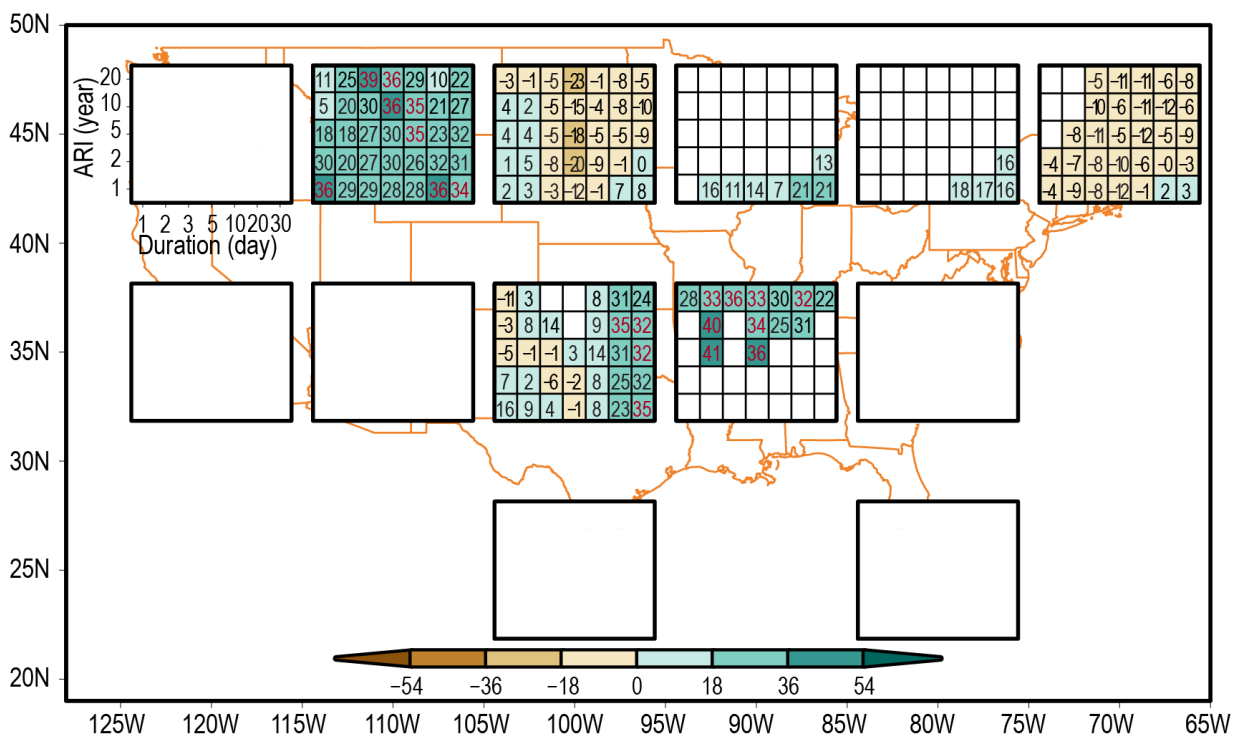 50N
45N
40N
35N
30N
25N
20N
ARI (year)
20
10
5
2
1
1 2 3 5 10 20 30
Duration (day)
11 25 39 36 29 10 22
5 20 30 36 35 21 27
18 18 27 30 35 23 32
30 20 27 30 26 32 31
36 29 29 28 28 36 34
−3 −1 −5 −23 −1 −8 −5
4 2 −5 −15 −4 −8 −10
4 4 −5 −18 −5 −5 −9
1 5 −8 −20 −9 −1 0
2 3 −3 −12 −1 7 8
13
16 11 14 7 21 21
16
18 17 16
−5 −11 −11 −6 −8
−10 −6 −11 −12 −6
−8 −11 −5 −12 −5 −9
−4 −7 −8 −10 −6 −0 −3
−4 −9 −8 −12 −1 2 3
−11 3 8 31 24
−3 8 14 9 35 32
−5 −1 −1 3 14 31 32
7 2 −6 −2 8 25 32
16 9 4 −1 8 23 35
28 33 36 33 30 32 22
40 34 25 31
41 36
−54 −36 −18 0 18 36 54
125W 120W 115W 110W 105W 100W 95W 90W 85W 80W 75W 70W 65W